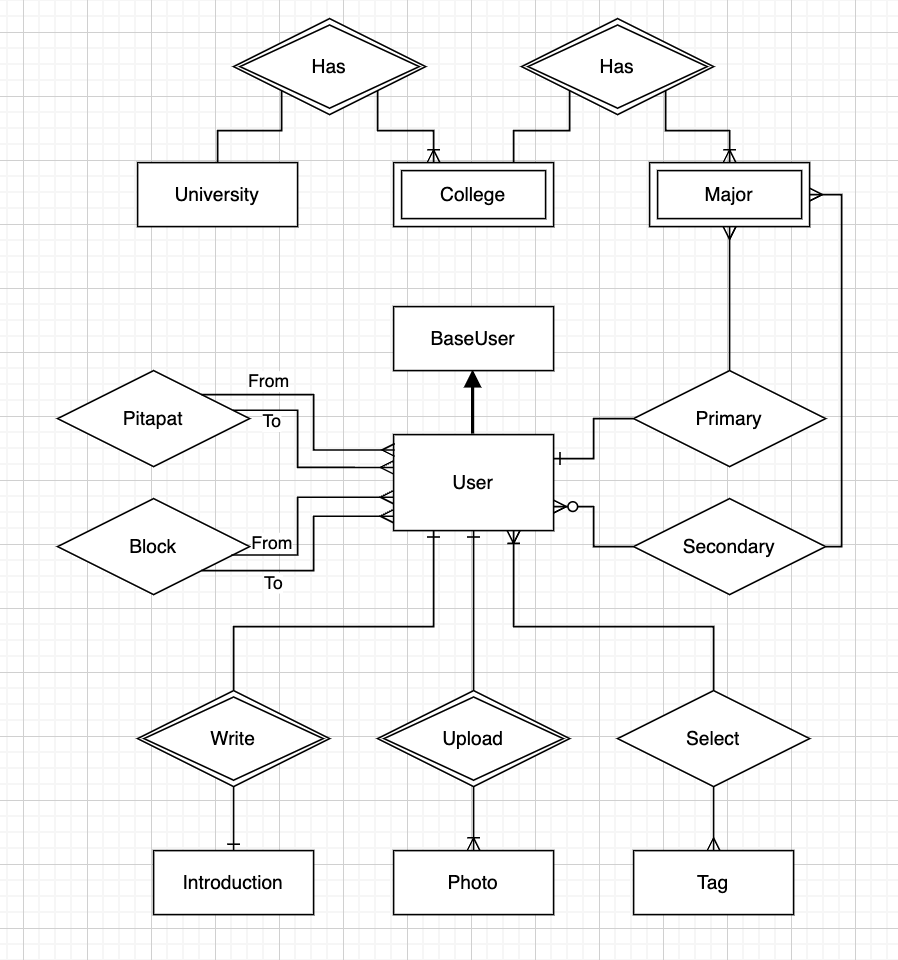 Has
Has
University
College
Major
BaseUser
From
Pitapat
To
Primary
User
Block
From
Secondary
To
Write
Upload
Select
Introduction
Photo
Tag